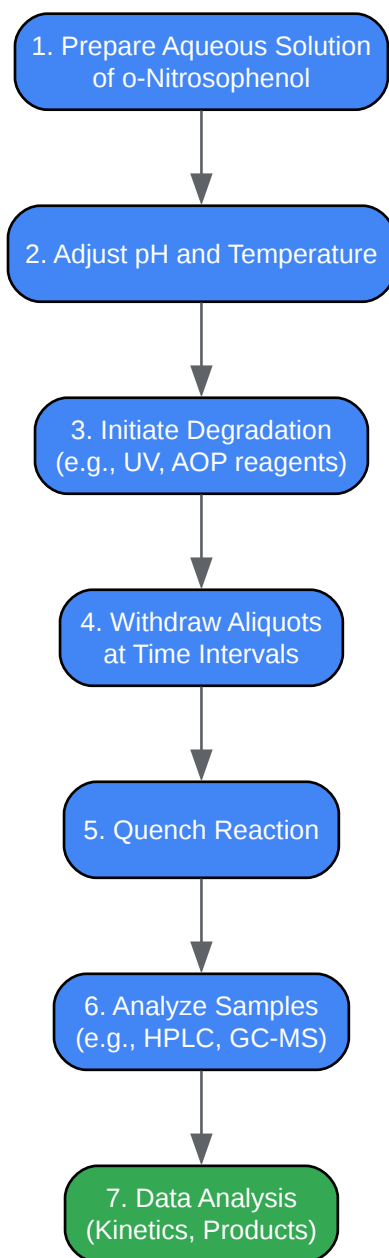 1. Prepare Aqueous Solution
of o-Nitrosophenol
2. Adjust pH and Temperature
3. Initiate Degradation
(e.g., UV, AOP reagents)
4. Withdraw Aliquots
at Time Intervals
5. Quench Reaction
6. Analyze Samples
(e.g., HPLC, GC-MS)
7. Data Analysis
(Kinetics, Products)